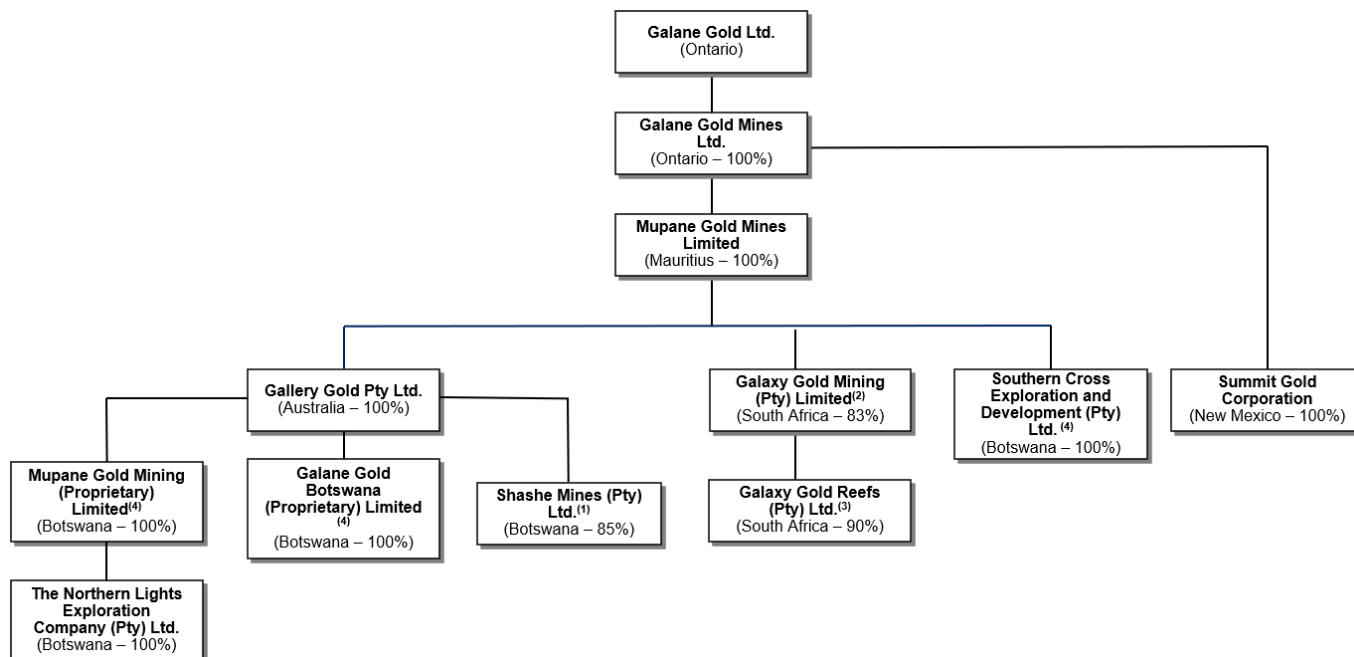 Galane Gold Ltd.
(Ontario)
Galane Gold Mines
Ltd.
(Ontario – 100%)
Mupane Gold Mines
Limited
(Mauritius – 100%)
Gallery Gold Pty Ltd.
(Australia – 100%)
Galaxy Gold Mining
(Pty) Limited(2)
(South Africa – 83%)
Southern Cross
Exploration and
Development (Pty)
Ltd. (4)
(Botswana – 100%)
Summit Gold
Corporation
(New Mexico – 100%)
Mupane Gold Mining
(Proprietary)
Limited(4)
(Botswana – 100%)
Galane Gold
Botswana
(Proprietary) Limited
(4)
(Botswana – 100%)
Shashe Mines (Pty)
Ltd.(1)
(Botswana – 85%)
Galaxy Gold Reefs
(Pty) Ltd.(3)
(South Africa – 90%)
The Northern Lights
Exploration
Company (Pty) Ltd.
(Botswana – 100%)